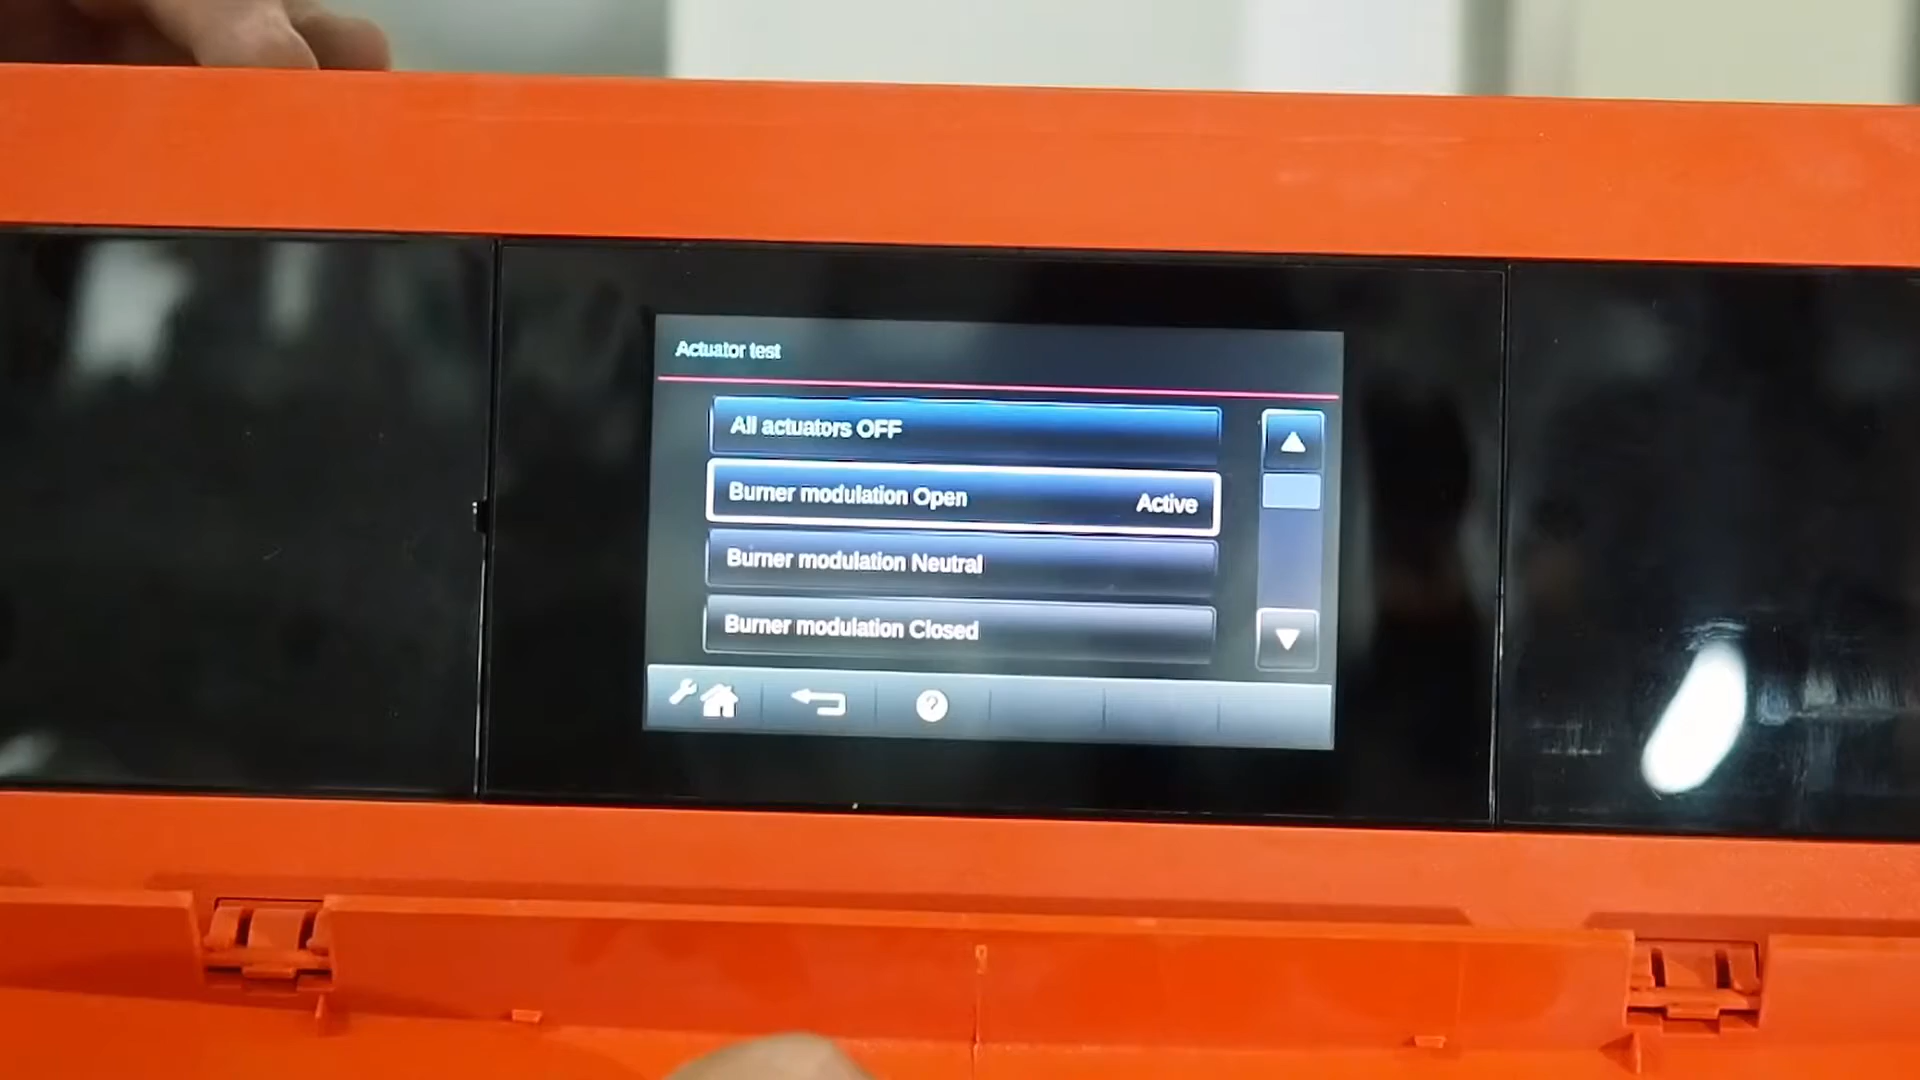 Actuator test
All actuators OFF
Burner modulation Open Active
Burner modulation Neutral
Burner modulation Closed
?